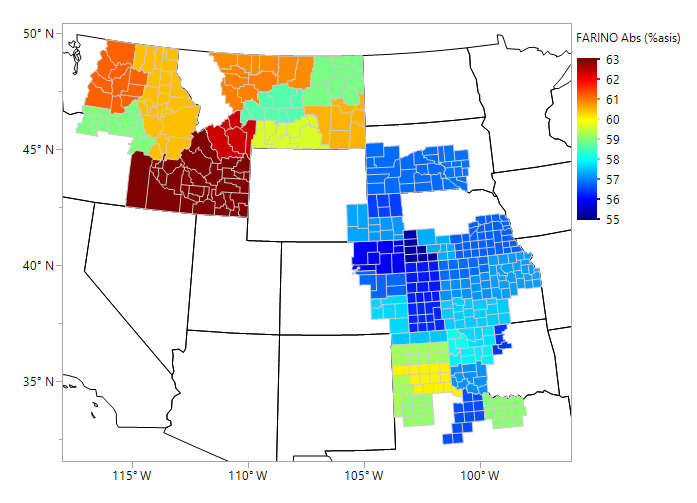 FARINO Abs (%asis)
63
62
61
60
59
58
57
56
55
50° N
45° N
40° N
35° N
115° W
110° W
105° W
100° W